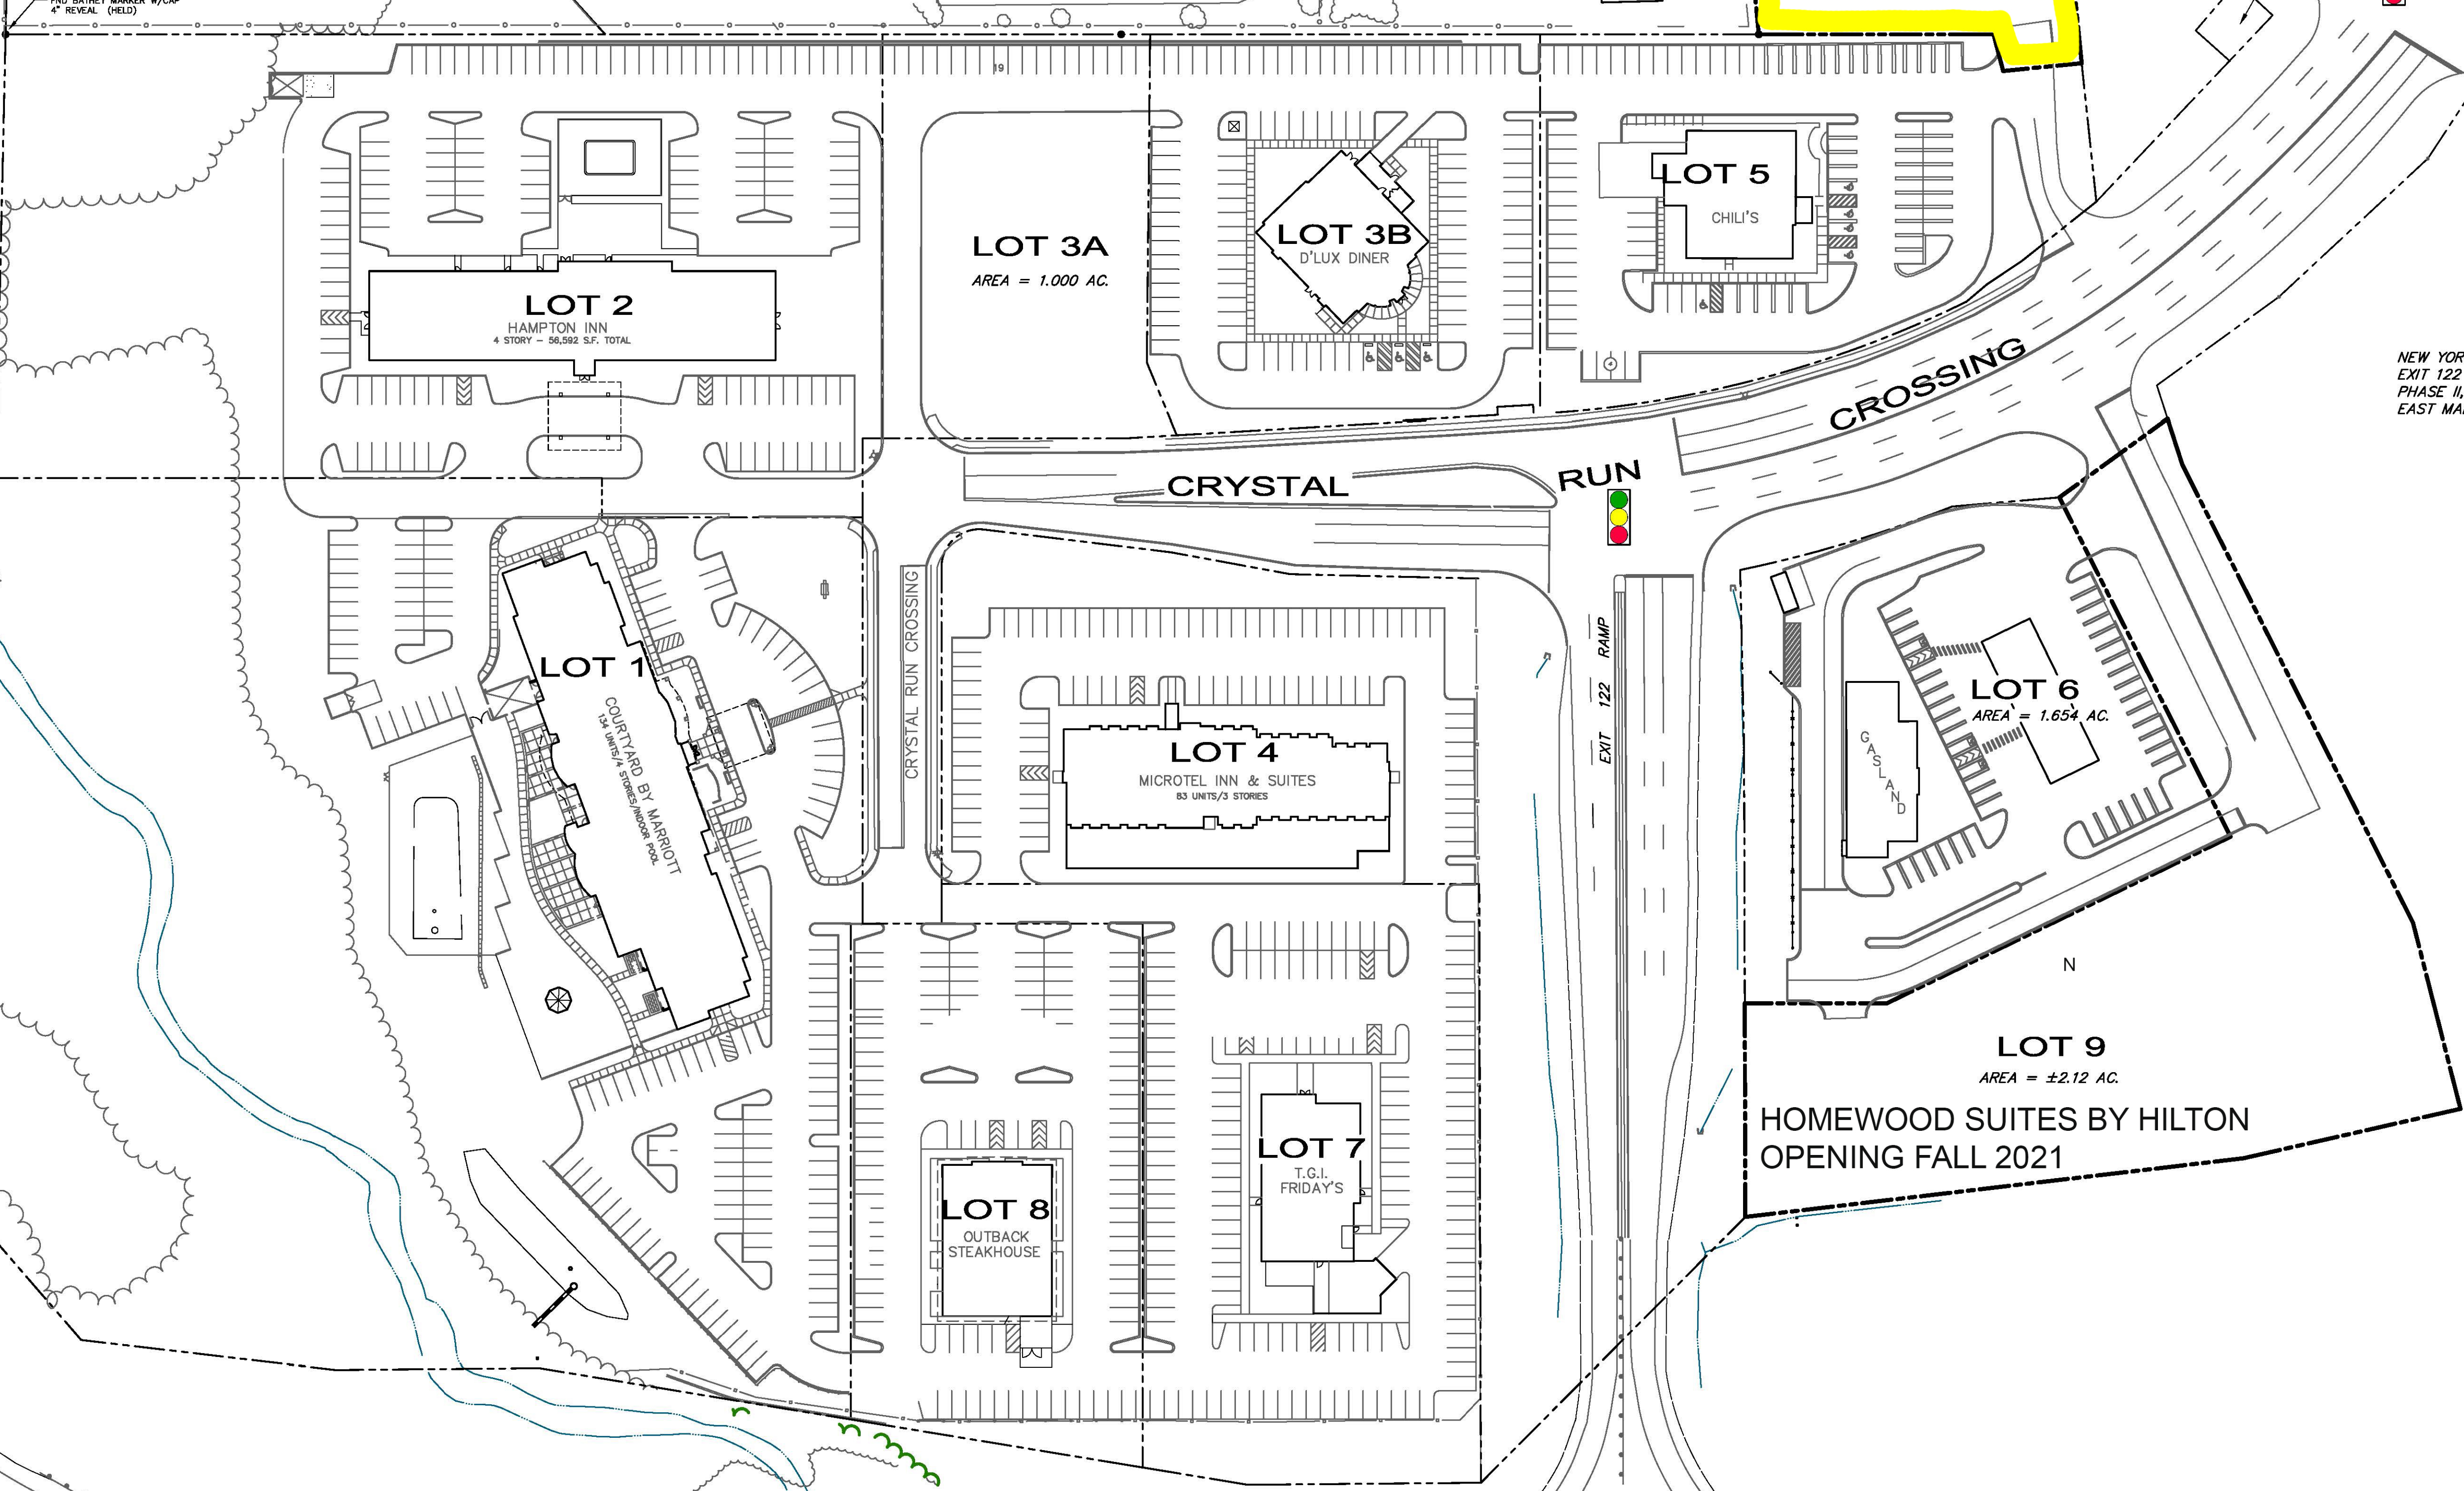 FND BATHEY MARKER W/CAP
4" REVEAL (HELD)
19
LOT 2
HAMPTON INN
4 STORY - 56,592 S.F. TOTAL
LOT 3A
AREA = 1.000 AC.
LOT 3B
D'LUX DINER
LOT 5
CHILI'S
NEW YOR
EXIT 122
PHASE II,
EAST MA
CRYSTAL RUN CROSSING
LOT 1
COURTYARD BY MARRIOTT
134 UNITS/4 STORIES/INDOOR POOL
CRYSTAL RUN CROSSING
LOT 4
MICROTEL INN & SUITES
83 UNITS/3 STORIES
EXIT 122 RAMP
GASLAND
LOT 6
AREA = 1.654 AC.
N
LOT 9
AREA = ±2.12 AC.
HOMEWOOD SUITES BY HILTON
OPENING FALL 2021
LOT 8
OUTBACK
STEAKHOUSE
LOT 7
T.G.I.
FRIDAY'S